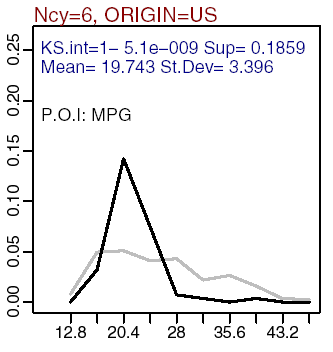 Ncy=6, ORIGIN=US
KS.int=1– 5.1e–009 Sup= 0.1859
Mean= 19.743 St.Dev= 3.396
P.O.I: MPG
0.25
0.20
0.15
0.10
0.05
0.00
12.8 20.4 28 35.6 43.2